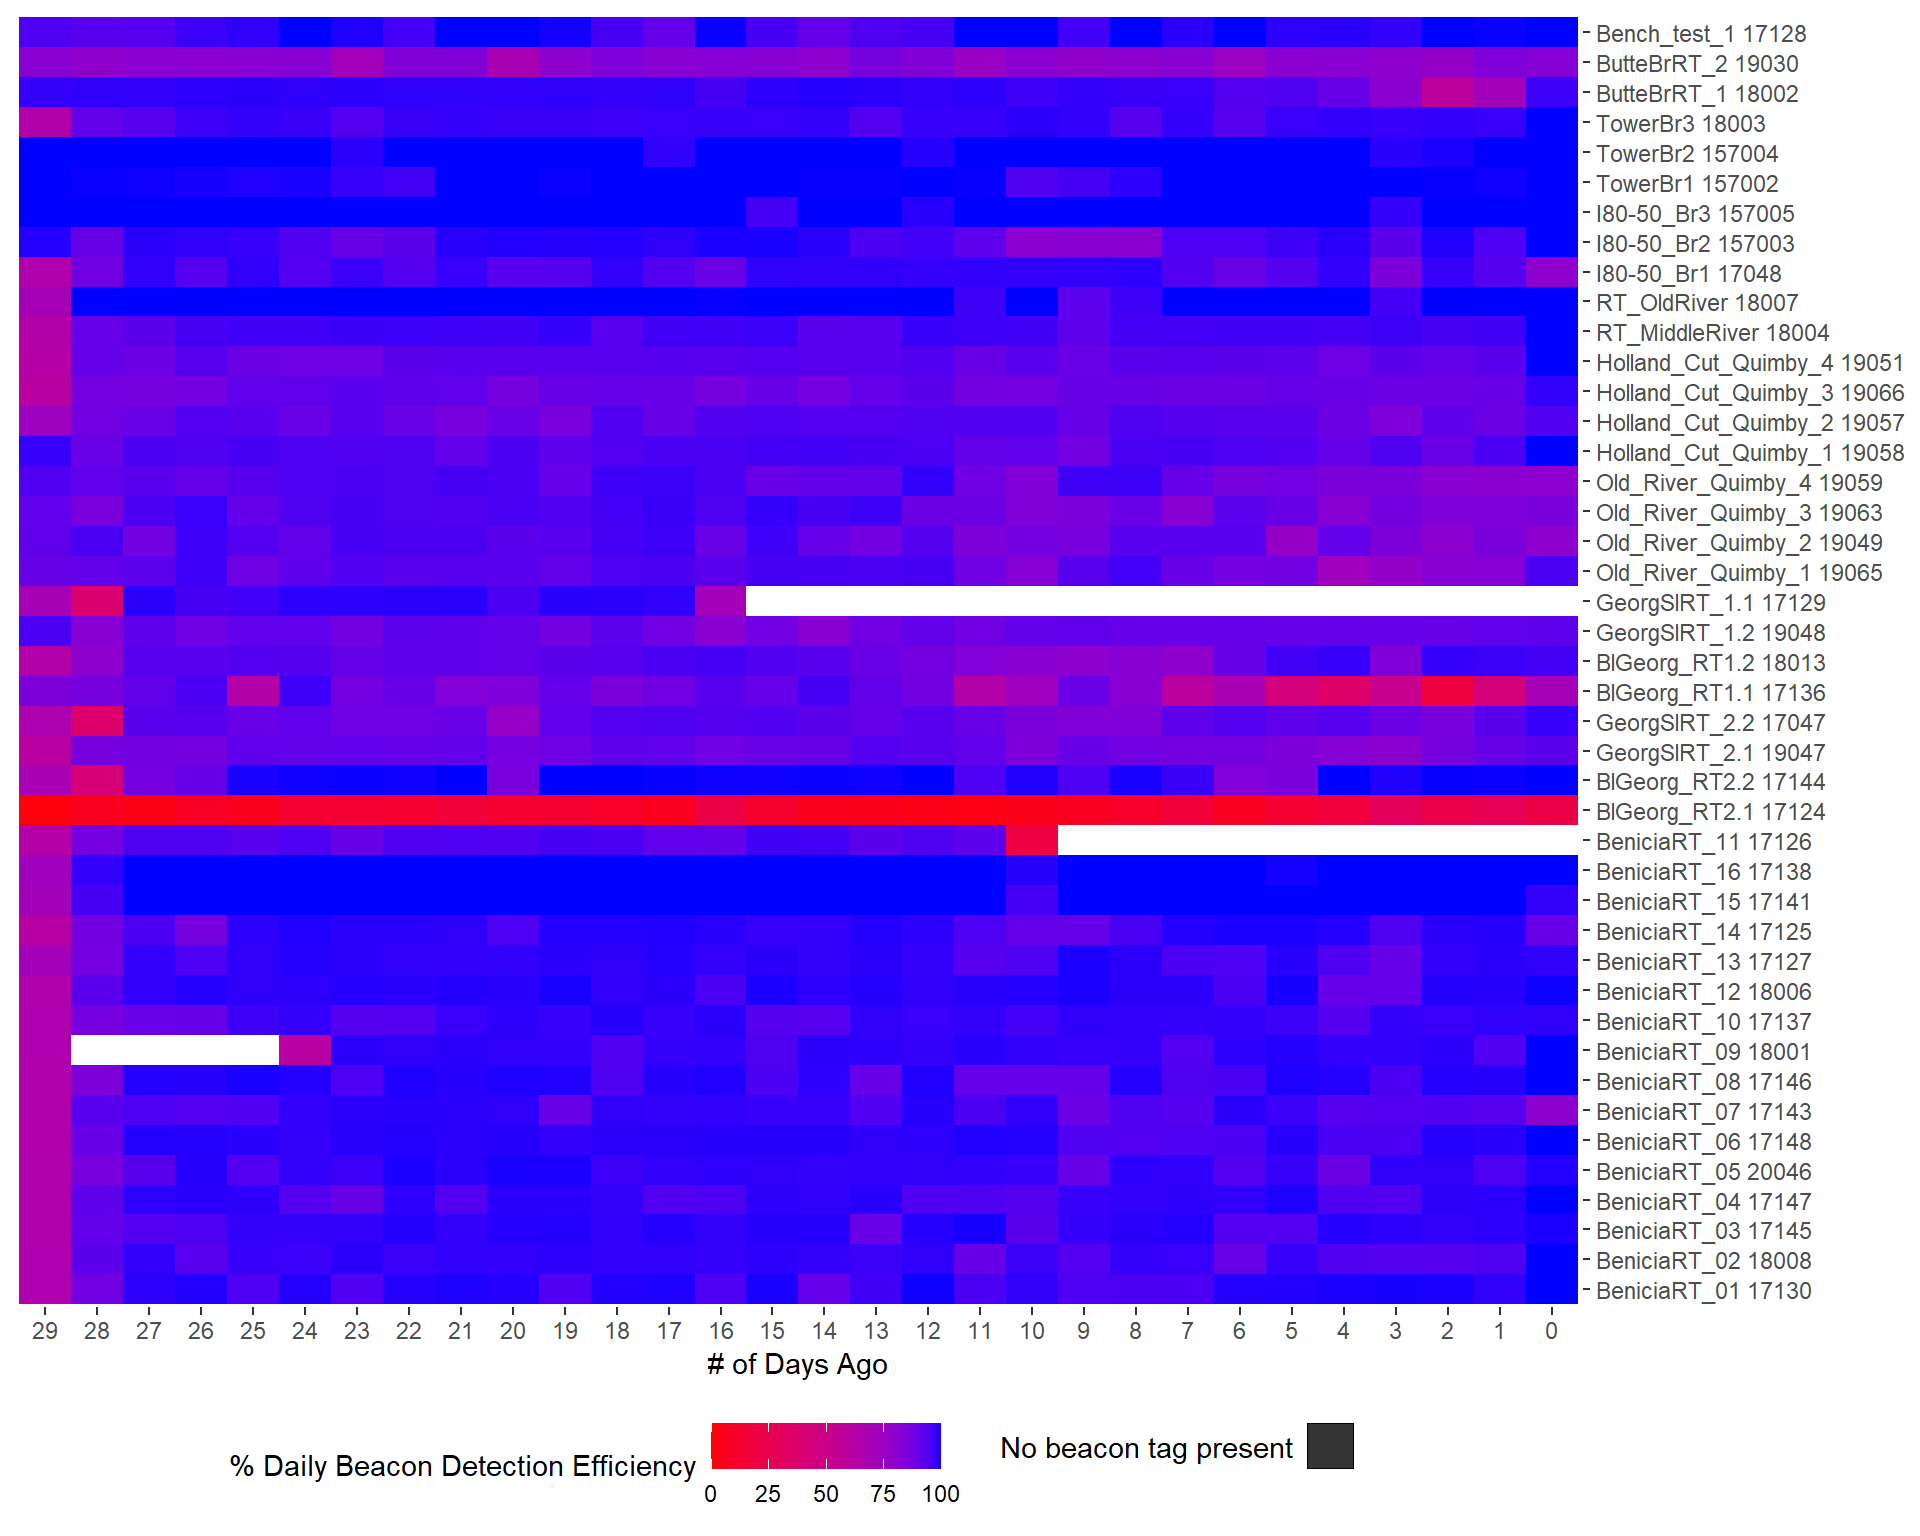 Bench_test_1 17128
ButteBrRT_2 19030
ButteBrRT_1 18002
TowerBr3 18003
TowerBr2 157004
TowerBr1 157002
I80-50_Br3 157005
I80-50_Br2 157003
I80-50_Br1 17048
RT_OldRiver 18007
RT_MiddleRiver 18004
Holland_Cut_Quimby_4 19051
Holland_Cut_Quimby_3 19066
Holland_Cut_Quimby_2 19057
Holland_Cut_Quimby_1 19058
Old_River_Quimby_4 19059
Old_River_Quimby_3 19063
Old_River_Quimby_2 19049
Old_River_Quimby_1 19065
GeorgSlRT_1.1 17129
GeorgSlRT_1.2 19048
BlGeorg_RT1.2 18013
BlGeorg_RT1.1 17136
GeorgSlRT_2.2 17047
GeorgSlRT_2.1 19047
BlGeorg_RT2.2 17144
BlGeorg_RT2.1 17124
BeniciaRT_11 17126
BeniciaRT_16 17138
BeniciaRT_15 17141
BeniciaRT_14 17125
BeniciaRT_13 17127
BeniciaRT_12 18006
BeniciaRT_10 17137
BeniciaRT_09 18001
BeniciaRT_08 17146
BeniciaRT_07 17143
BeniciaRT_06 17148
BeniciaRT_05 20046
BeniciaRT_04 17147
BeniciaRT_03 17145
BeniciaRT_02 18008
BeniciaRT_01 17130
29 28 27 26 25 24 23 22 21 20 19 18 17 16 15 14 13 12 11 10 9 8 7 6 5 4 3 2 1 0
# of Days Ago
% Daily Beacon Detection Efficiency
0 25 50 75 100
No beacon tag present